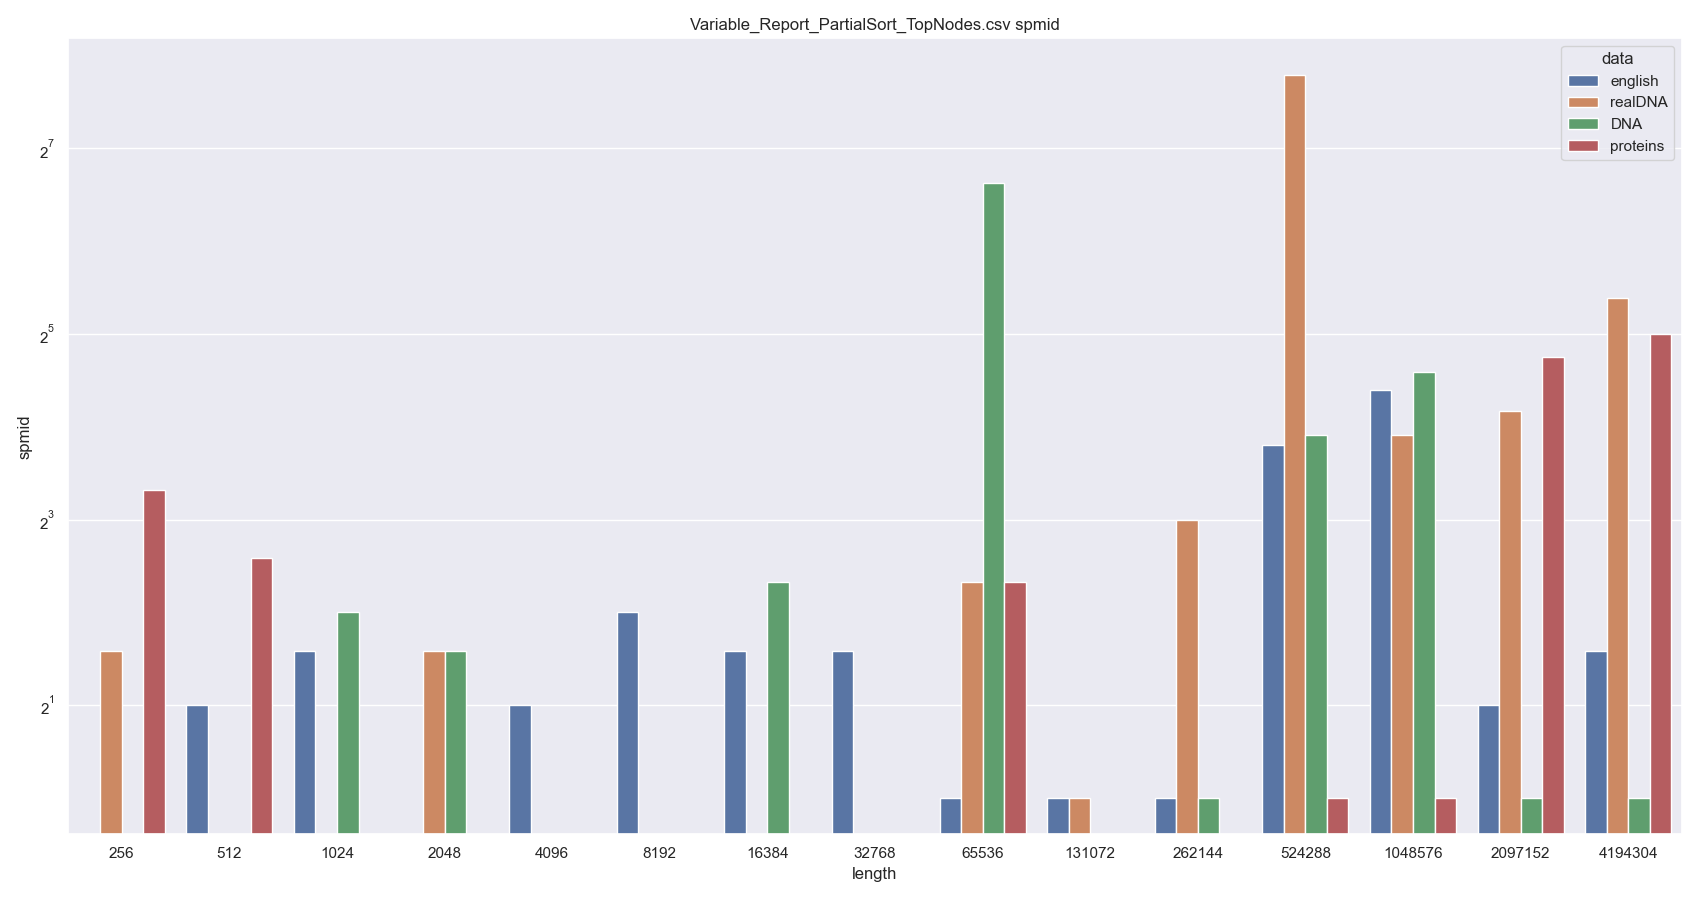 Variable_Report_PartialSort_TopNodes.csv spmid
data
english
realDNA
DNA
proteins
2^7
2^5
2^3
2^1
spmid
256 512 1024 2048 4096 8192 16384 32768 65536 131072 262144 524288 1048576 2097152 4194304
length